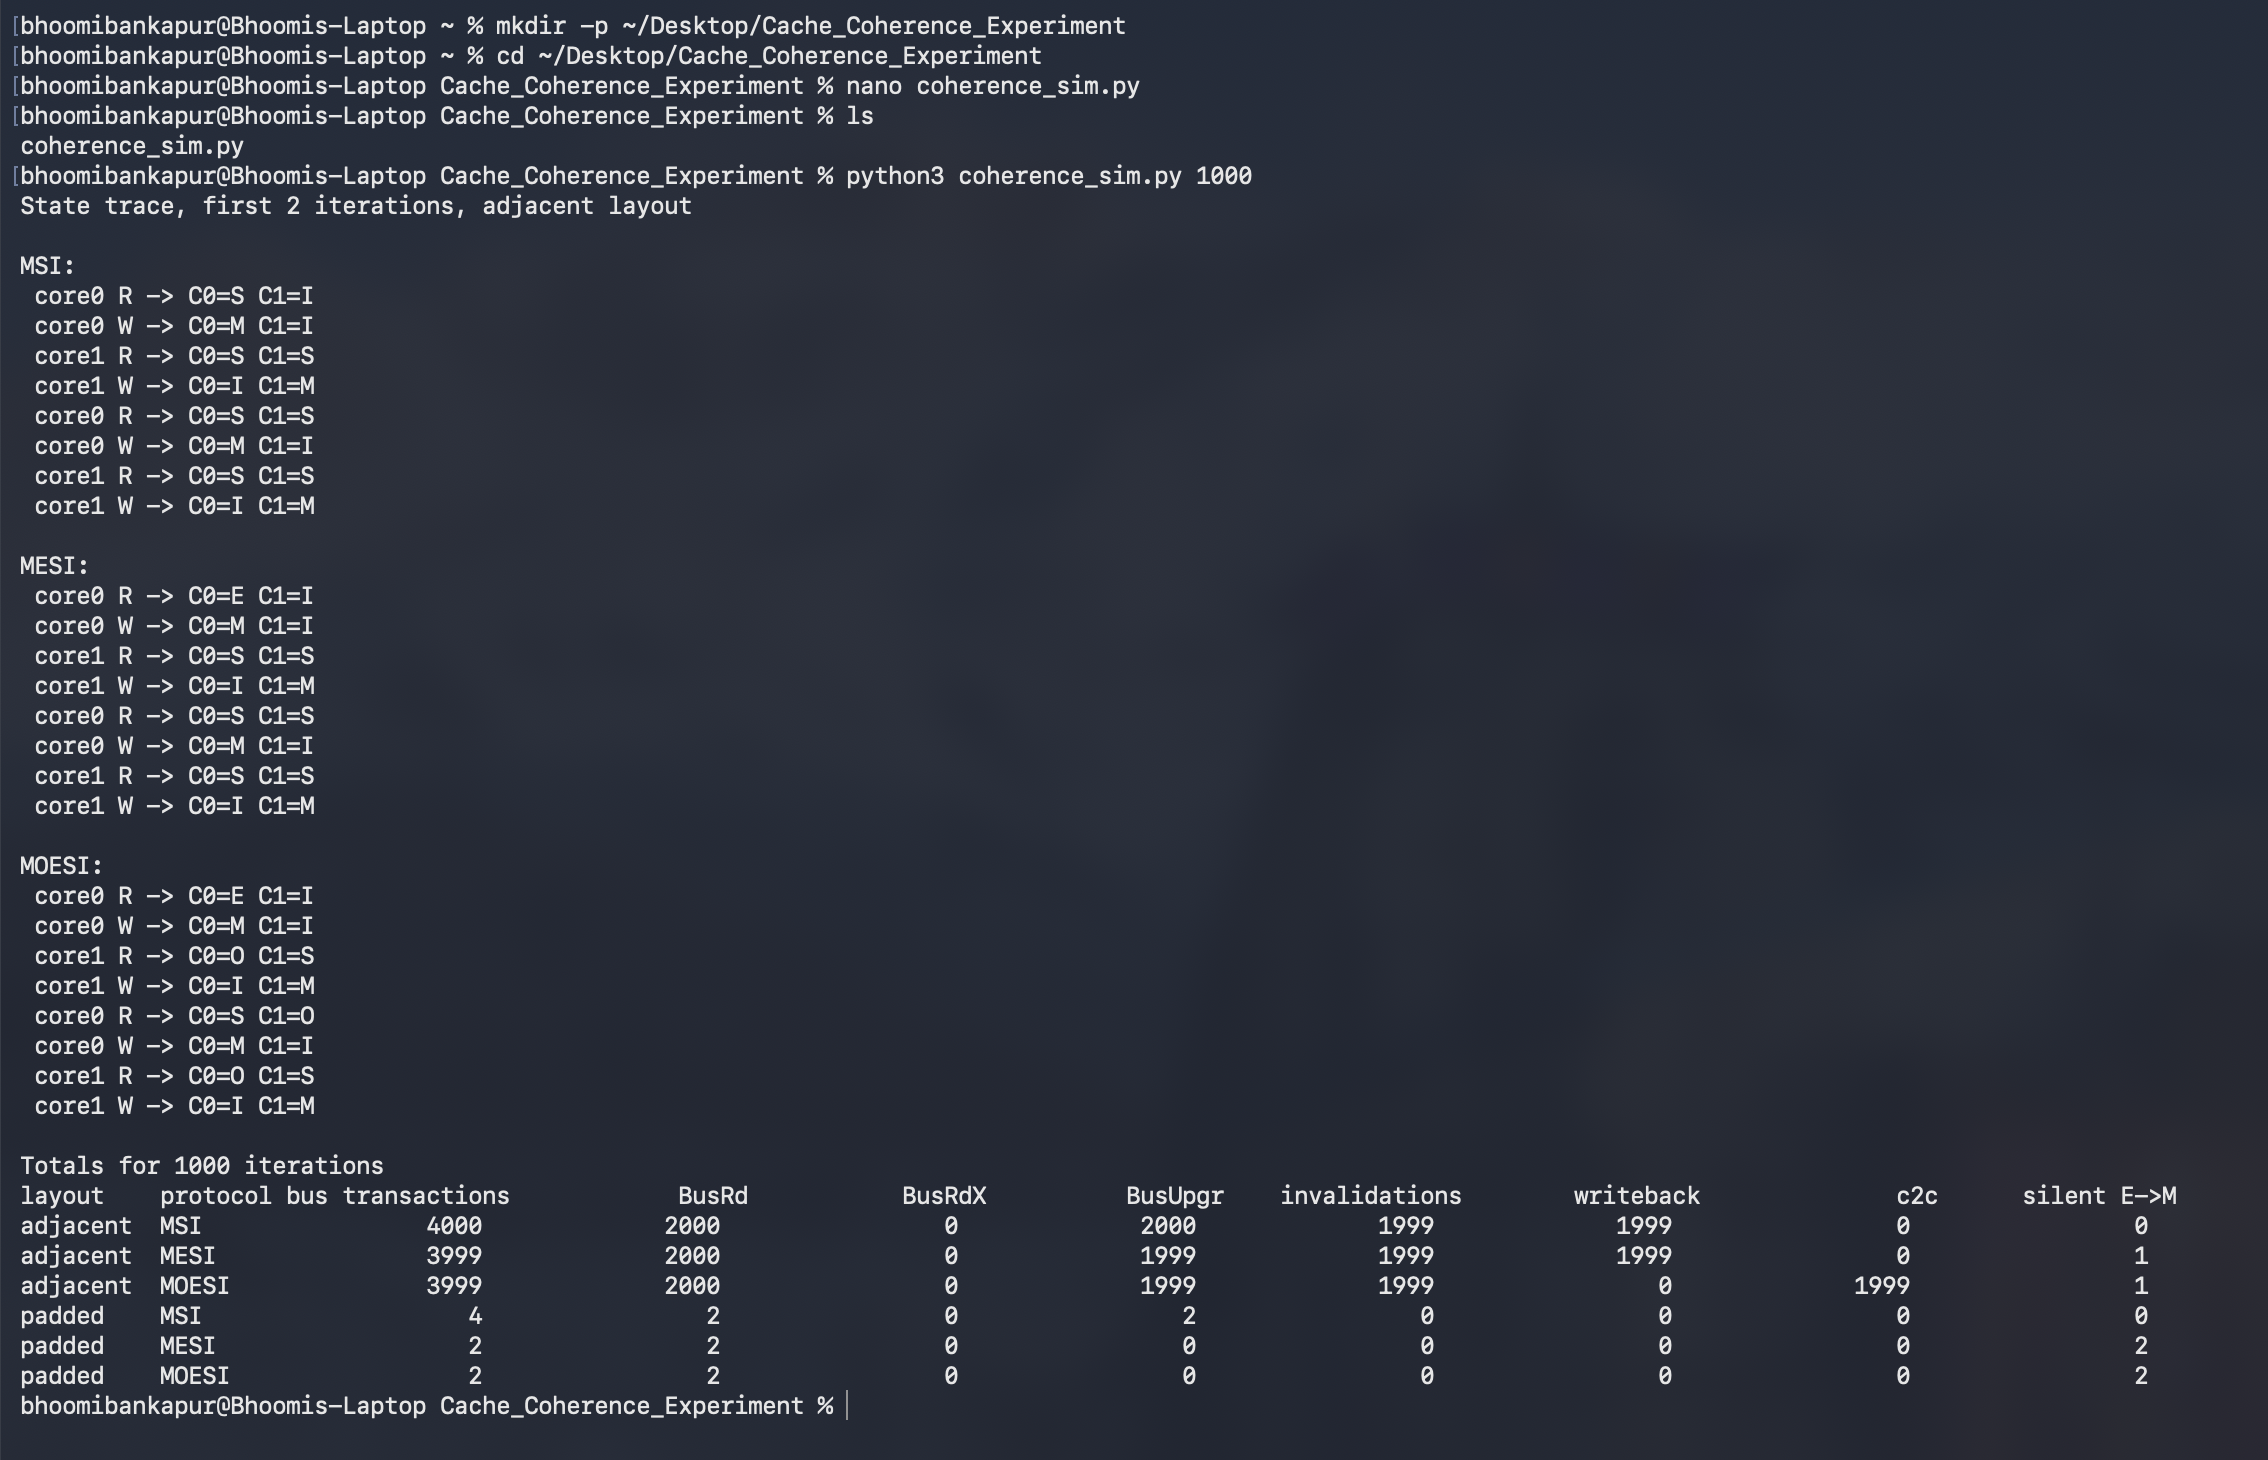 [bhoomibankapur@Bhoomis-Laptop ~ % mkdir -p ~/Desktop/Cache_Coherence_Experiment
[bhoomibankapur@Bhoomis-Laptop ~ % cd ~/Desktop/Cache_Coherence_Experiment
[bhoomibankapur@Bhoomis-Laptop Cache_Coherence_Experiment % nano coherence_sim.py
[bhoomibankapur@Bhoomis-Laptop Cache_Coherence_Experiment % ls
coherence_sim.py
[bhoomibankapur@Bhoomis-Laptop Cache_Coherence_Experiment % python3 coherence_sim.py 1000
State trace, first 2 iterations, adjacent layout
MSI:
core0 R -> C0=S C1=I
core0 W -> C0=M C1=I
core1 R -> C0=S C1=S
core1 W -> C0=I C1=M
core0 R -> C0=S C1=S
core0 W -> C0=M C1=I
core1 R -> C0=S C1=S
core1 W -> C0=I C1=M
MESI:
core0 R -> C0=E C1=I
core0 W -> C0=M C1=I
core1 R -> C0=S C1=S
core1 W -> C0=I C1=M
core0 R -> C0=S C1=S
core0 W -> C0=M C1=I
core1 R -> C0=S C1=S
core1 W -> C0=I C1=M
MOESI:
core0 R -> C0=E C1=I
core0 W -> C0=M C1=I
core1 R -> C0=O C1=S
core1 W -> C0=I C1=M
core0 R -> C0=S C1=O
core0 W -> C0=M C1=I
core1 R -> C0=O C1=S
core1 W -> C0=I C1=M
Totals for 1000 iterations
layout protocol bus transactions BusRd BusRdX BusUpgr invalidations writeback c2c silent E->M
adjacent MSI 4000 2000 0 2000 1999 1999 0 0
adjacent MESI 3999 2000 0 1999 1999 1999 0 1
adjacent MOESI 3999 2000 0 1999 1999 0 1999 1
padded MSI 4 2 0 2 0 0 0 0
padded MESI 2 2 0 0 0 0 0 2
padded MOESI 2 2 0 0 0 0 0 2
bhoomibankapur@Bhoomis-Laptop Cache_Coherence_Experiment %